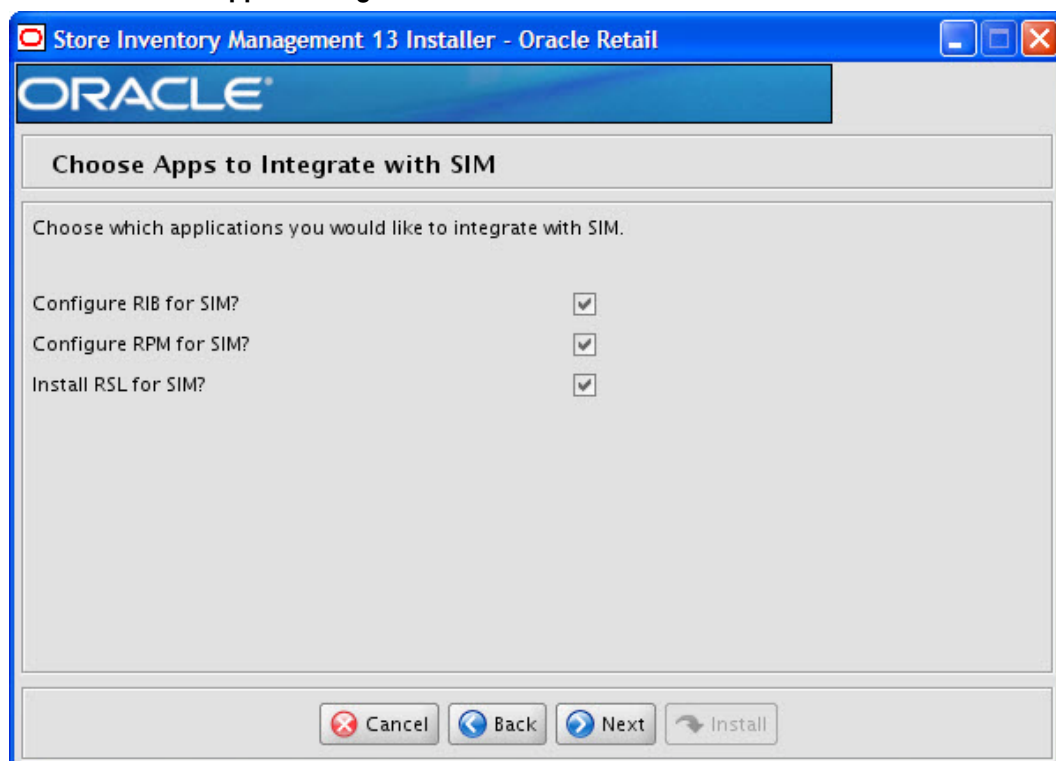 Store Inventory Management 13 Installer - Oracle Retail
ORACLE®
Choose Apps to Integrate with SIM
Choose which applications you would like to integrate with SIM.
Configure RIB for SIM?
Configure RPM for SIM?
Install RSL for SIM?
Cancel Back Next Install